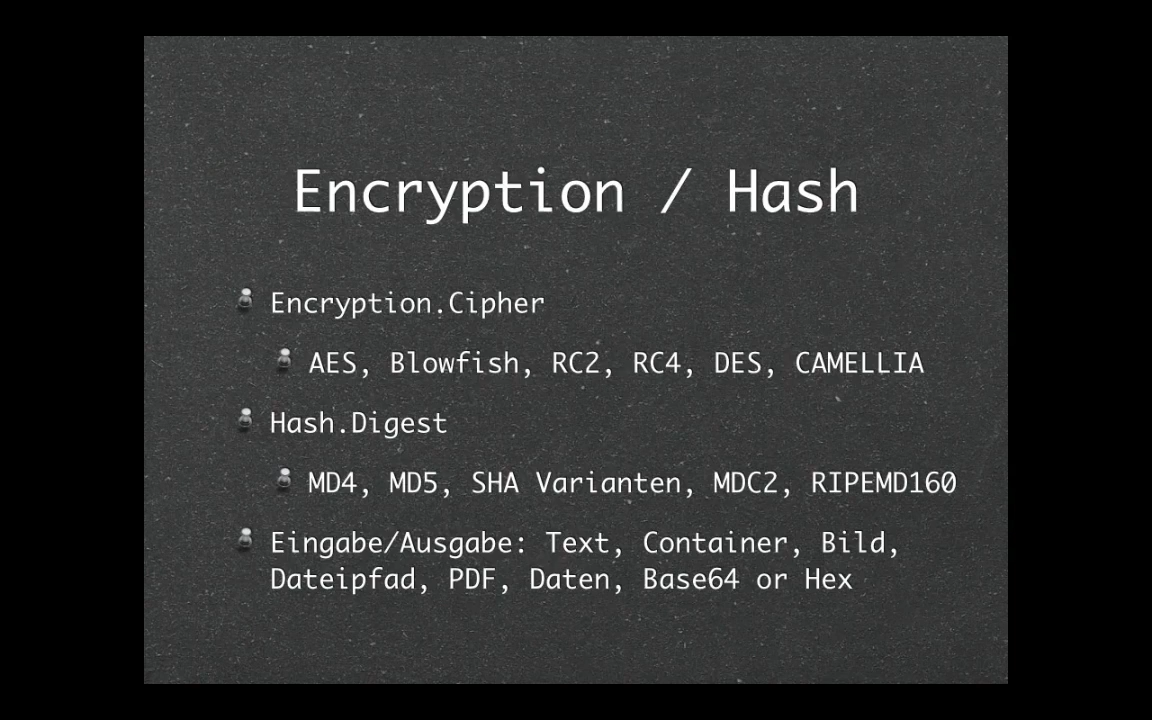 Encryption / Hash
Encryption.Cipher
AES, Blowfish, RC2, RC4, DES, CAMELLIA
Hash.Digest
MD4, MD5, SHA Varianten, MDC2, RIPEMD160
Eingabe/Ausgabe: Text, Container, Bild,
Dateipfad, PDF, Daten, Base64 or Hex